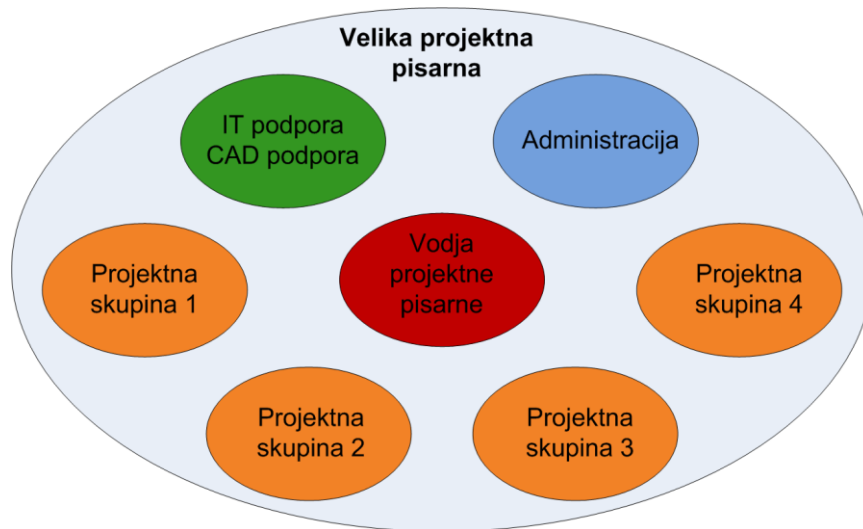 Velika projektna
pisarna
IT podpora
CAD podpora
Administracija
Vodja
projektne
pisarne
Projektna
skupina 1
Projektna
skupina 4
Projektna
skupina 2
Projektna
skupina 3